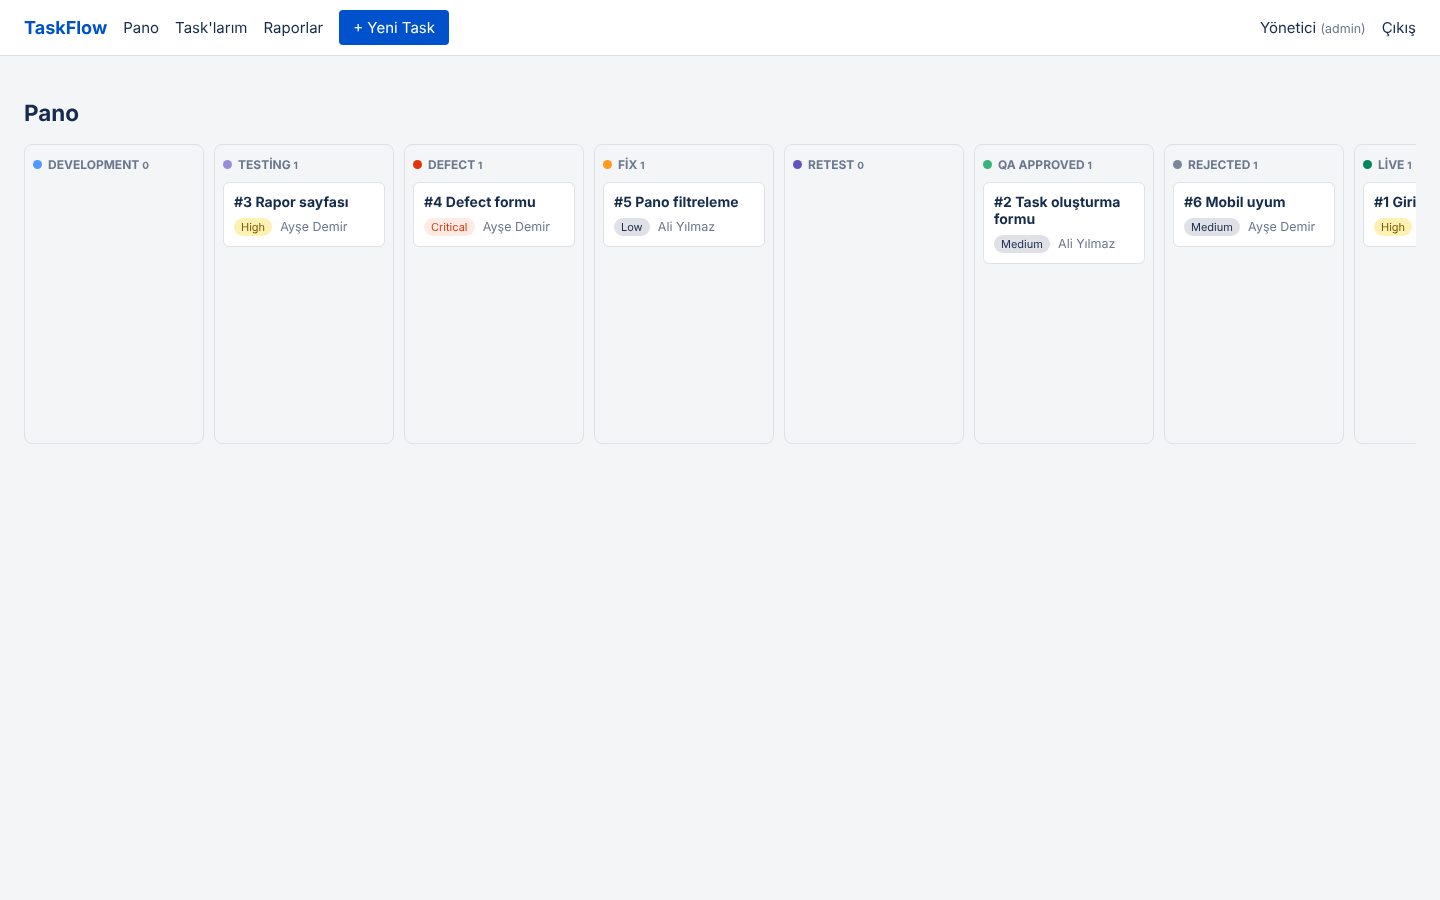 TaskFlow Pano Task'larım Raporlar + Yeni Task Yönetici (admin) Çıkış
Pano
DEVELOPMENT 0
TESTİNG 1
#3 Rapor sayfası
High Ayşe Demir
DEFECT 1
#4 Defect formu
Critical Ayşe Demir
FİX 1
#5 Pano filtreleme
Low Ali Yılmaz
RETEST 0
QA APPROVED 1
#2 Task oluşturma
formu
Medium Ali Yılmaz
REJECTED 1
#6 Mobil uyum
Medium Ayşe Demir
LİVE 1
#1 Giri
High